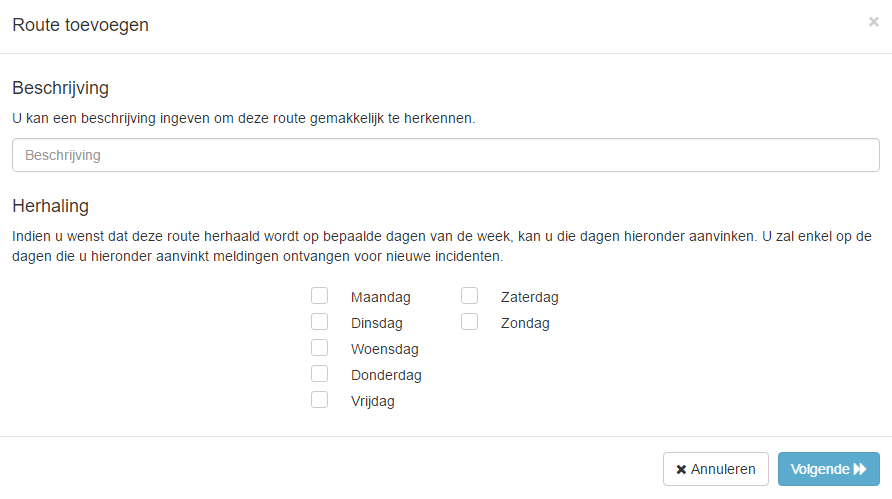 Route toevoegen
×
Beschrijving
U kan een beschrijving ingeven om deze route gemakkelijk te herkennen.
Beschrijving
Herhaling
Indien u wenst dat deze route herhaald wordt op bepaalde dagen van de week, kan u die dagen hieronder aanvinken. U zal enkel op de
dagen die u hieronder aanvinkt meldingen ontvangen voor nieuwe incidenten.
Maandag
Dinsdag
Woensdag
Donderdag
Vrijdag
Zaterdag
Zondag
Annuleren
Volgende